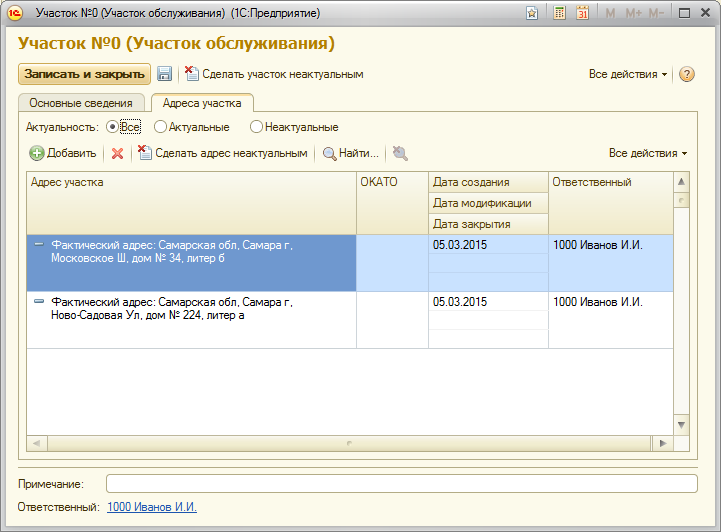 Участок №0 (Участок обслуживания) (1С:Предприятие)
M M+ M-
31
Участок №0 (Участок обслуживания)
Записать и закрыть Сделать участок неактуальным Все действия ?
Основные сведения Адреса участка
Актуальность: Все Актуальные Неактуальные
Добавить Сделать адрес неактуальным Найти... Все действия
Адрес участка ОКАТО Дата создания Ответственный
Дата модификации
Дата закрытия
Фактический адрес: Самарская обл, Самара г, 05.03.2015 1000 Иванов И.И.
Московское Ш, дом № 34, литер б
Фактический адрес: Самарская обл, Самара г, 05.03.2015 1000 Иванов И.И.
Ново-Садовая Ул, дом № 224, литер а
Примечание:
Ответственный: 1000 Иванов И.И.